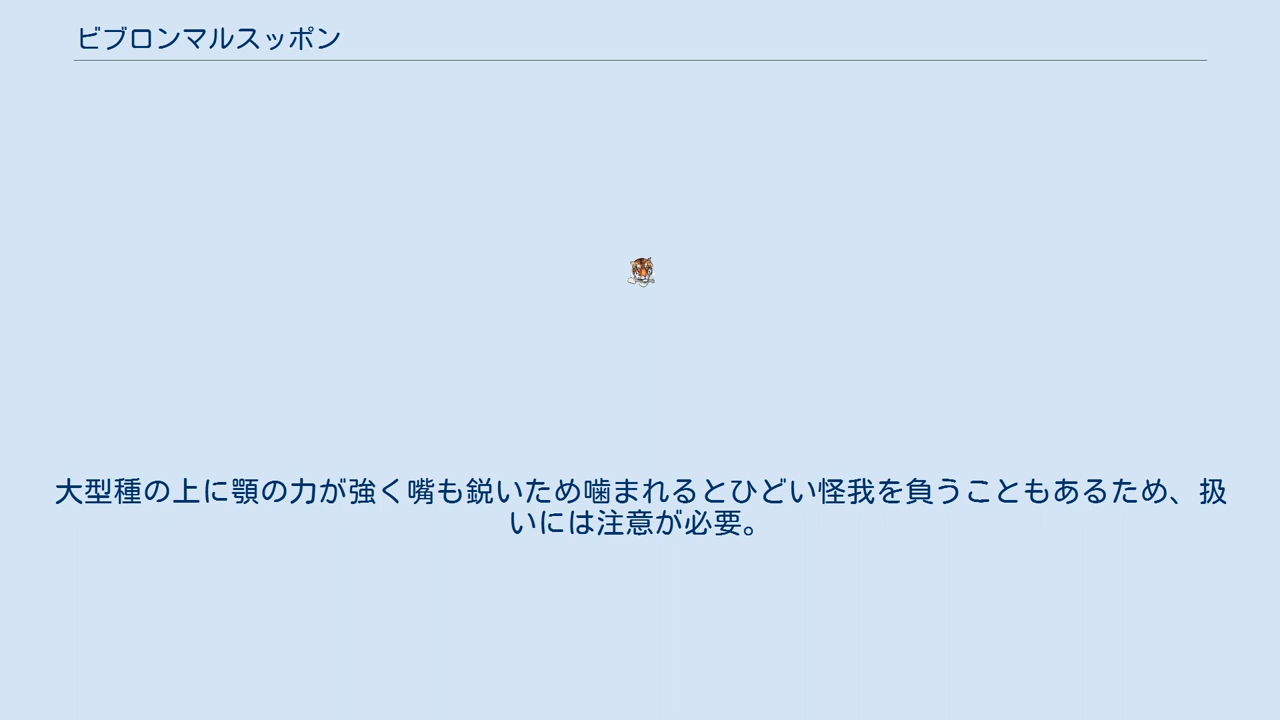 ビブロンマルスッポン
大型種の上に顎の力が強く嘴も鋭いため噛まれるとひどい怪我を負うこともあるため、扱
いには注意が必要。